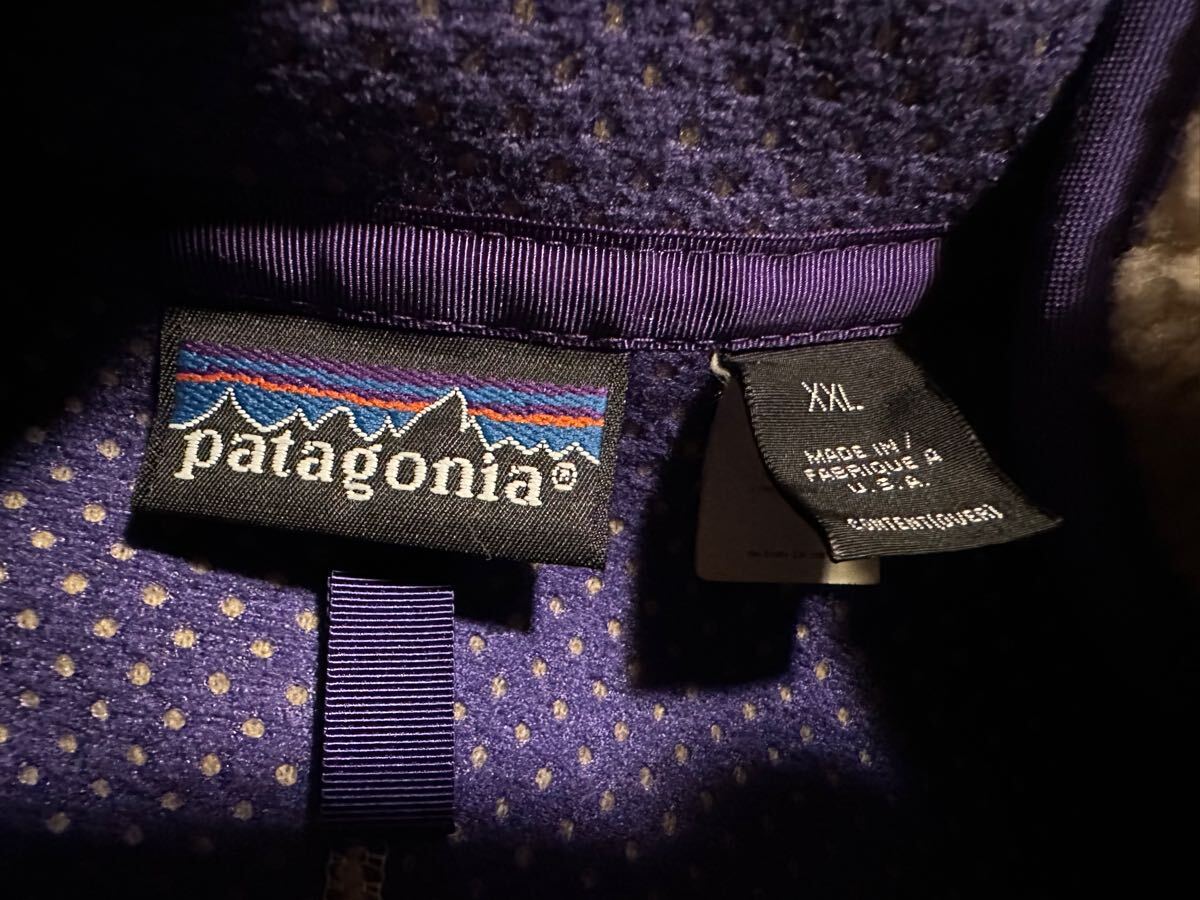 patagonia®
XXL
MADE IN /
FABRIQUE A
U.S.A.
CONTENT(OVER)